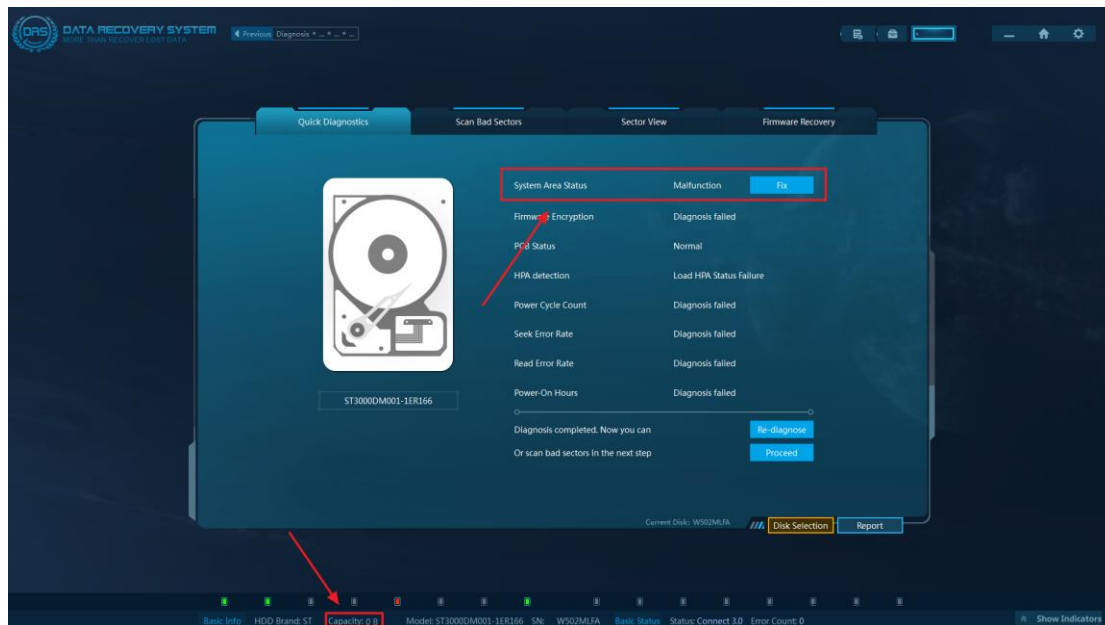 DRS
DATA RECOVERY SYSTEM
MORE THAN RECOVER LOST DATA
Previous Diagnosis * ... * ... * ...
Quick Diagnostics Scan Bad Sectors Sector View Firmware Recovery
System Area Status Malfunction Fix
Firmware Encryption Diagnosis failed
PCB Status Normal
HPA detection Load HPA Status Failure
Power Cycle Count Diagnosis failed
Seek Error Rate Diagnosis failed
Read Error Rate Diagnosis failed
Power-On Hours Diagnosis failed
ST3000DM001-1ER166
Diagnosis completed. Now you can Re-diagnose
Or scan bad sectors in the next step Proceed
Current Disk: W502MLFA Disk Selection Report
Basic Info HDD Brand: ST Capacity: 0 B Model: ST3000DM001-1ER166 SN: W502MLFA Basic Status Status: Connect 3.0 Error Count: 0 Show Indicators